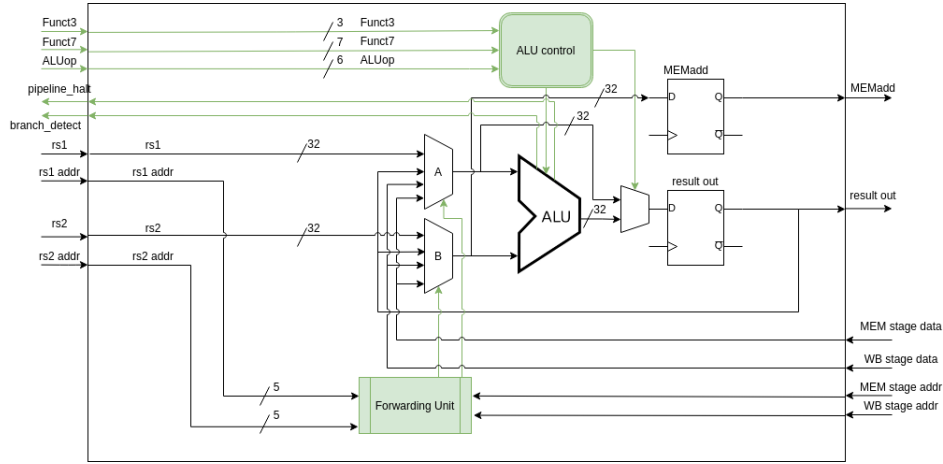 Funct3
3
Funct3
Funct7
7
Funct7
ALUop
6
ALUop
ALU control
pipeline_halt
branch_detect
32
MEMadd
D
Q
Q
MEMadd
32
rs1
rs1
32
rs1 addr
rs1 addr
A
result out
D
Q
Q
result out
ALU
32
rs2
rs2
32
rs2 addr
rs2 addr
B
MEM stage data
WB stage data
5
5
Forwarding Unit
MEM stage addr
WB stage addr